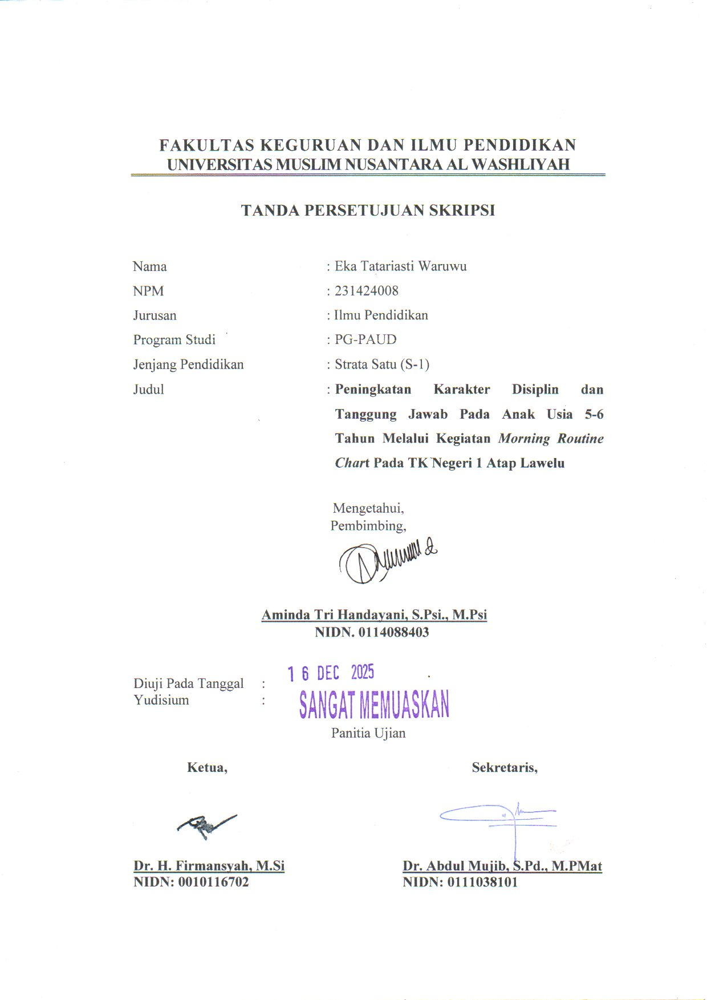 FAKULTAS KEGURUAN DAN ILMU PENDIDIKAN
UNIVERSITAS MUSLIM NUSANTARA AL WASHLIYAH
TANDA PERSETUJUAN SKRIPSI
Nama : Eka Tatariasti Waruwu
NPM : 231424008
Jurusan : Ilmu Pendidikan
Program Studi : PG-PAUD
Jenjang Pendidikan : Strata Satu (S-1)
Judul : Peningkatan Karakter Disiplin dan
Tanggung Jawab Pada Anak Usia 5-6
Tahun Melalui Kegiatan Morning Routine
Chart Pada TK Negeri 1 Atap Lawelu
Mengetahui,
Pembimbing,
Aminda Tri Handayani, S.Psi., M.Psi
NIDN. 0114088403
Diuji Pada Tanggal : 16 DEC 2025
Yudisium : SANGAT MEMUASKAN
Panitia Ujian
Ketua, Sekretaris,
Dr. H. Firmansyah, M.Si Dr. Abdul Mujib, S.Pd., M.PMat
NIDN: 0010116702 NIDN: 0111038101